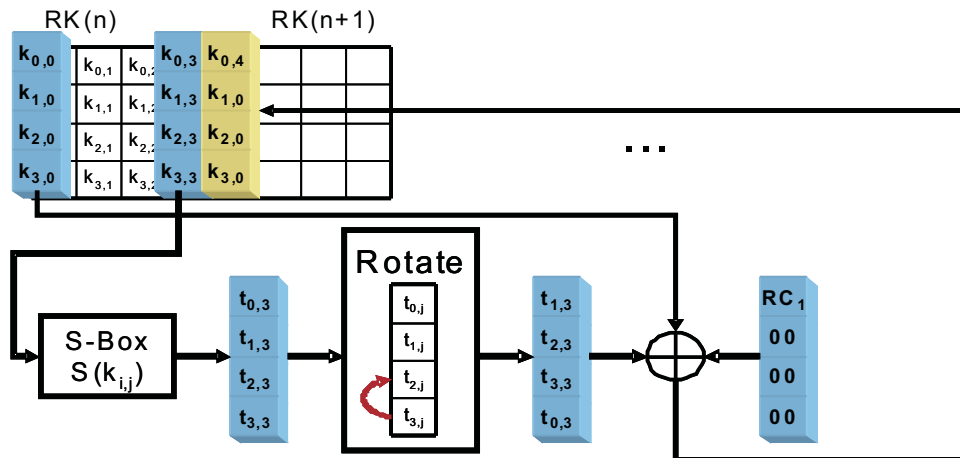 RK(n) RK(n+1)
k0,0 k0,1 k0,2 k0,3 k0,4
k1,0 k1,1 k1,2 k1,3 k1,0
k2,0 k2,1 k2,2 k2,3 k2,0
k3,0 k3,1 k3,2 k3,3 k3,0
...
S-Box
S(ki,j)
t0,3
t1,3
t2,3
t3,3
Rotate
t0,j
t1,j
t2,j
t3,j
t1,3
t2,3
t3,3
t0,3
RC1
00
00
00